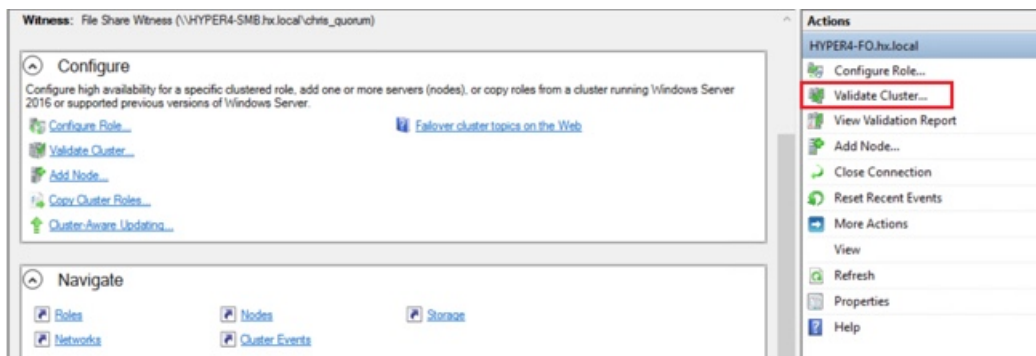 Witness: File Share Witness (\\HYPER4-SMB.hx.local\chris_quorum)
Configure
Configure high availability for a specific clustered role, add one or more servers (nodes), or copy roles from a cluster running Windows Server
2016 or supported previous versions of Windows Server.
Configure Role...
Failover cluster topics on the Web
Validate Cluster...
Add Node...
Copy Cluster Roles...
Cluster-Aware Updating...
Navigate
Roles
Nodes
Storage
Networks
Cluster Events
Actions
HYPER4-FO.hx.local
Configure Role...
Validate Cluster...
View Validation Report
Add Node...
Close Connection
Reset Recent Events
More Actions
View
Refresh
Properties
Help